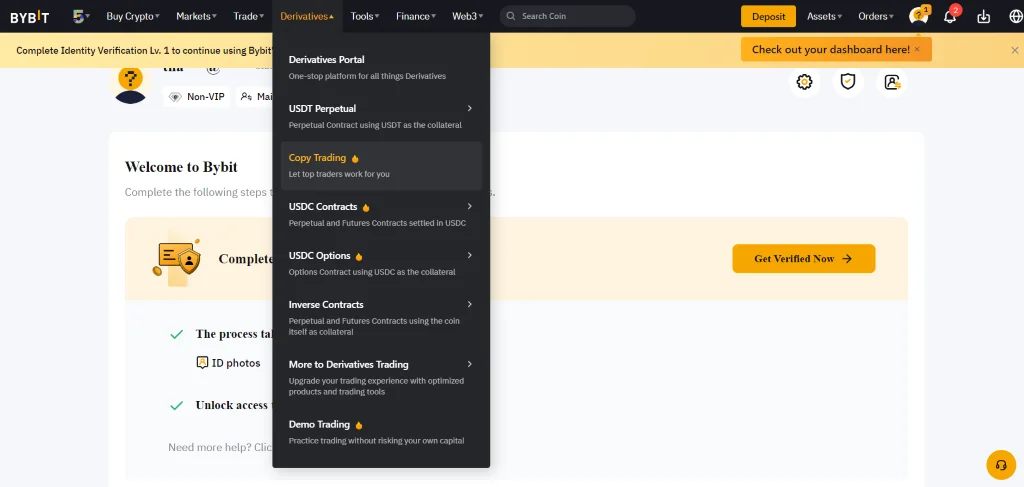 BYBIT
5
Buy Crypto
Markets
Trade
Derivatives
Tools
Finance
Web3
Search Coin
Deposit
Assets
Orders
1
2
Complete Identity Verification Lv. 1 to continue using Bybit'
Check out your dashboard here! ×
Non-VIP
Mai
Derivatives Portal
One-stop platform for all things Derivatives
USDT Perpetual
Perpetual Contract using USDT as the collateral
Copy Trading
Let top traders work for you
USDC Contracts
Perpetual and Futures Contracts settled in USDC
USDC Options
Options Contract using USDC as the collateral
Inverse Contracts
Perpetual and Futures Contracts using the coin
itself as collateral
More to Derivatives Trading
Upgrade your trading experience with optimized
products and trading tools
Demo Trading
Practice trading without risking your own capital
Welcome to Bybit
Complete the following steps t
s.
Complete
Get Verified Now
The process tal
ID photos
Unlock access
Need more help? Clic